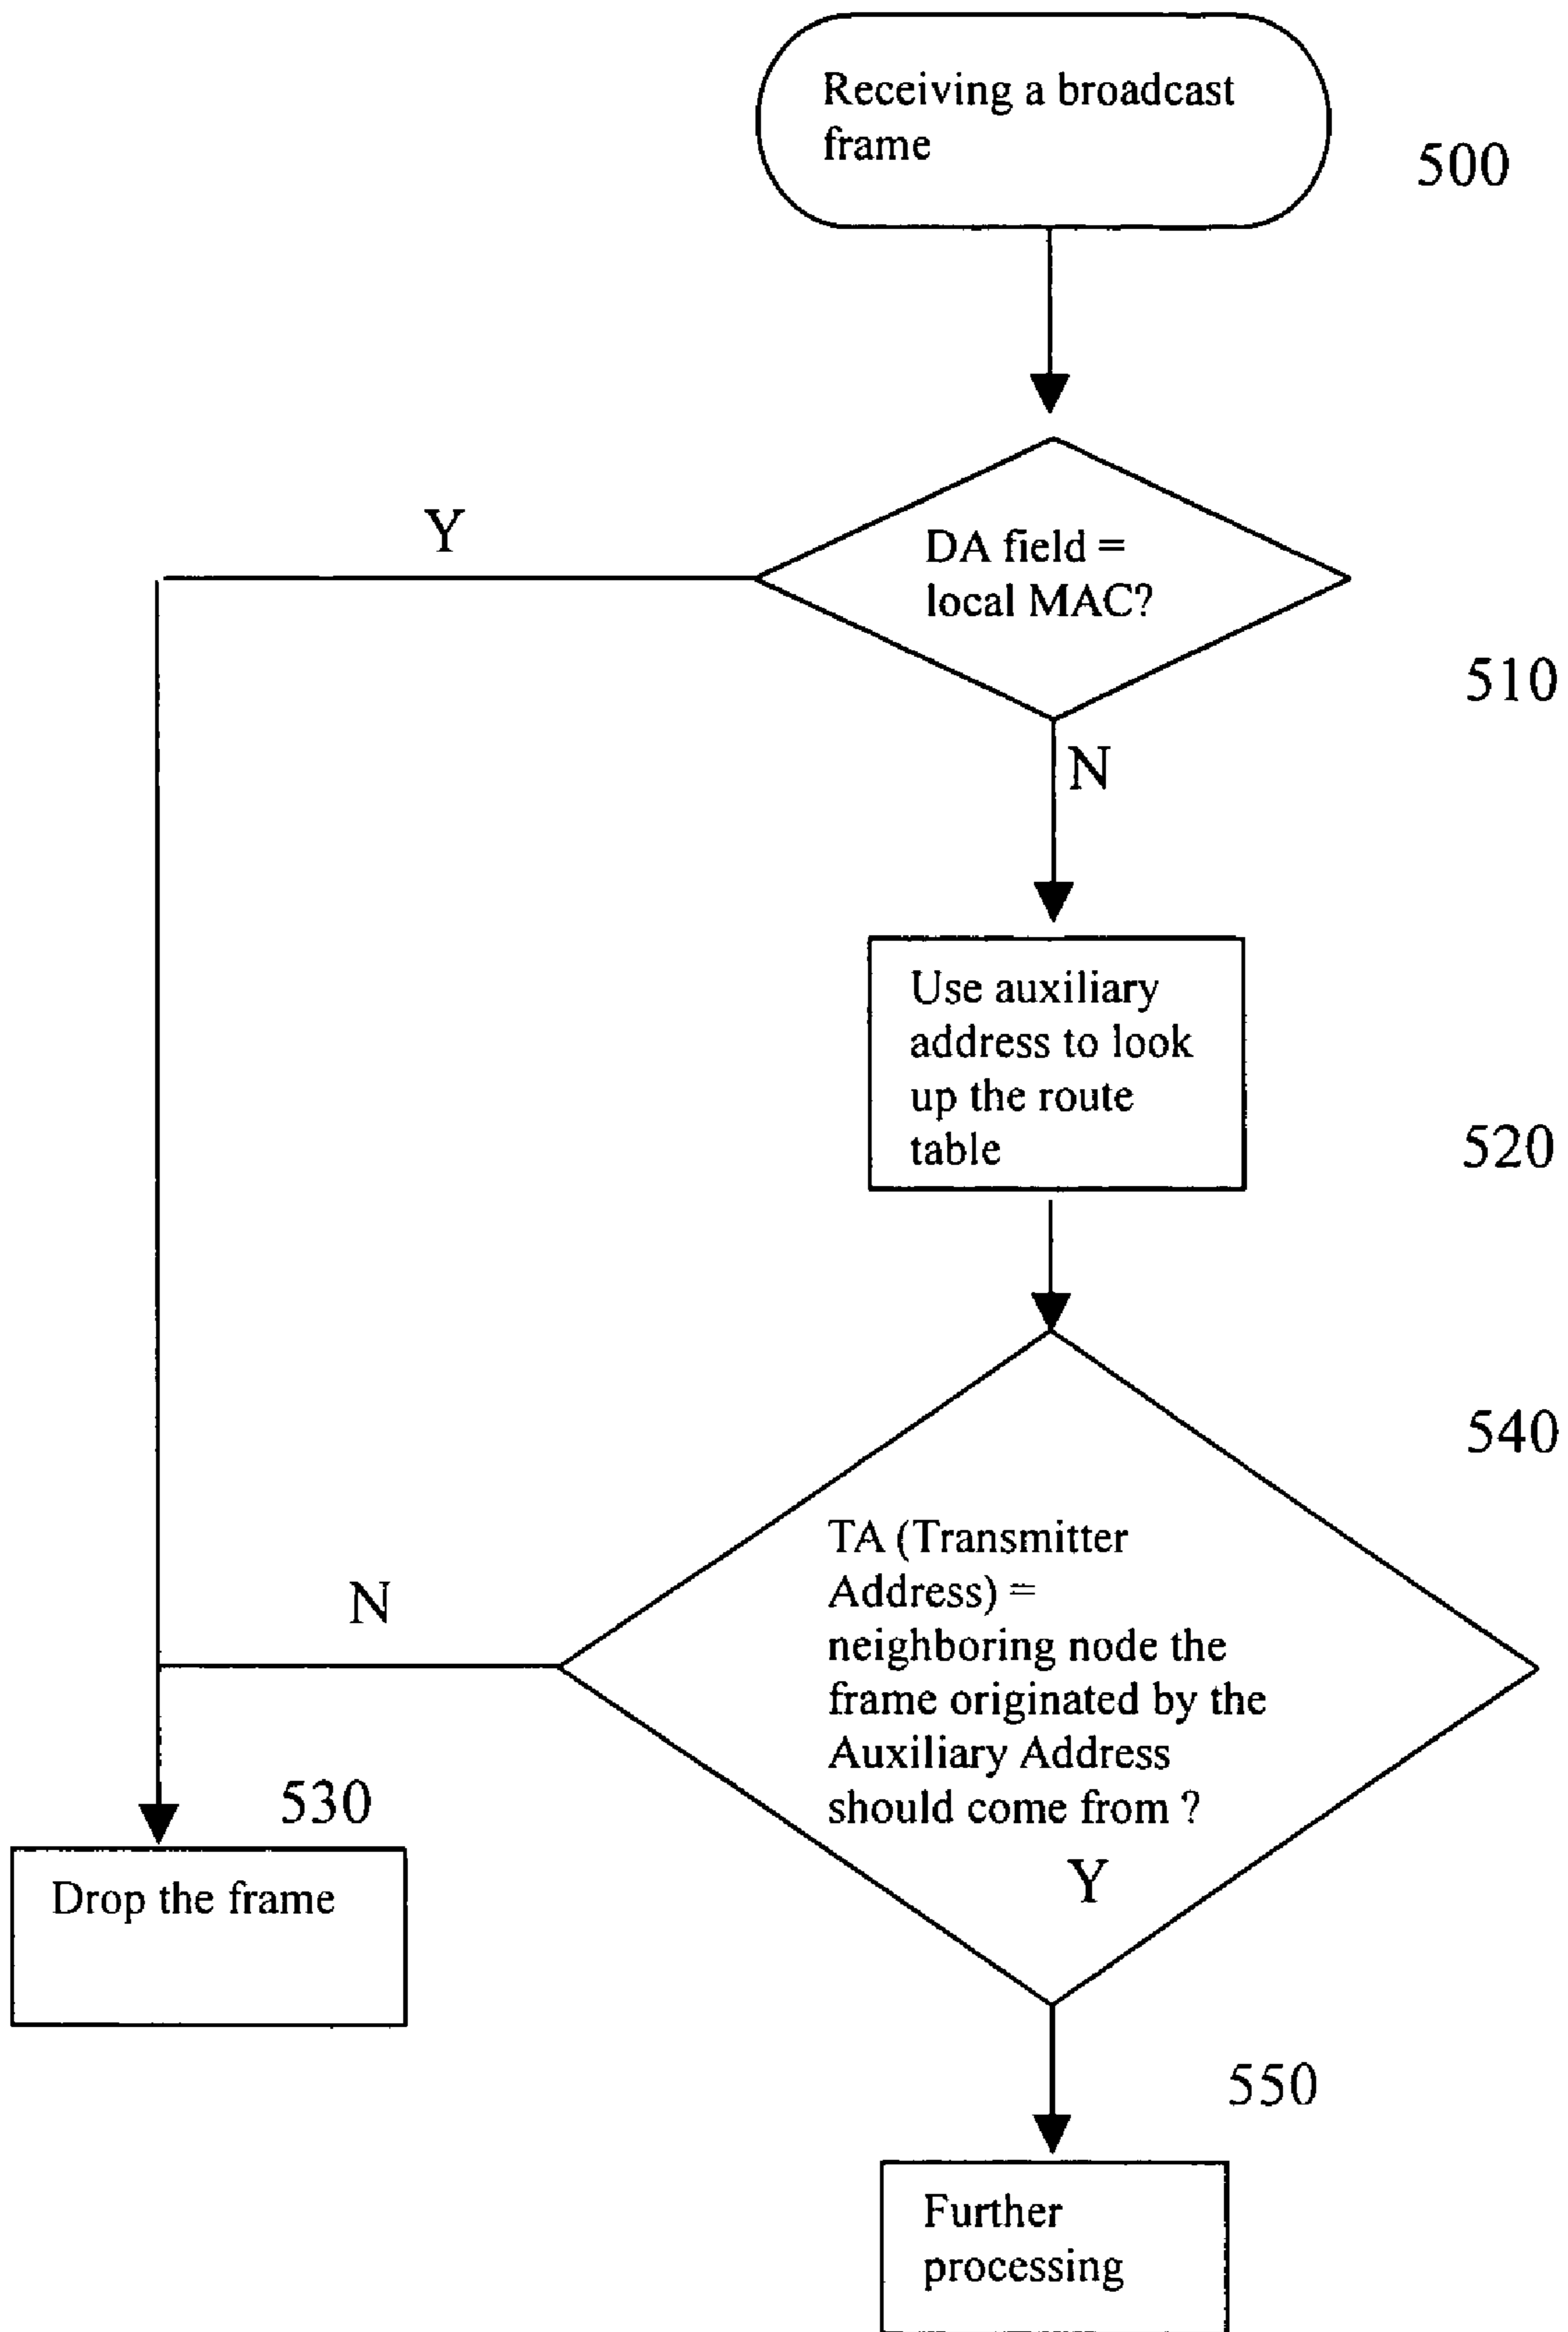 Receiving a broadcast
frame
500
Y
DA field =
local MAC?
510
N
Use auxiliary
address to look
up the route
table
520
540
TA (Transmitter
Address) =
neighboring node the
frame originated by the
Auxiliary Address
should come from ?
N
Y
530
Drop the frame
550
Further
processing